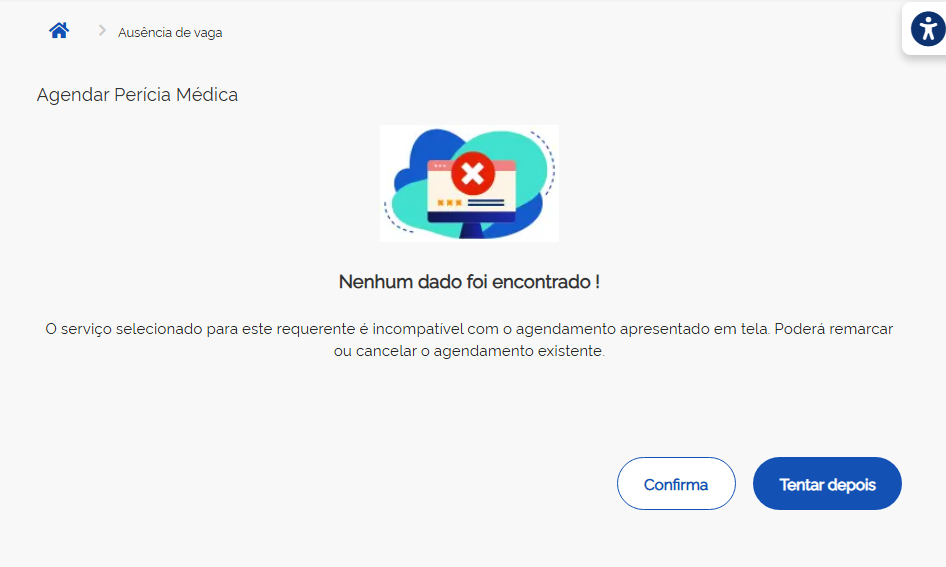 Ausência de vaga
Agendar Perícia Médica
Nenhum dado foi encontrado !
O serviço selecionado para este requerente é incompatível com o agendamento apresentado em tela. Poderá remarcar
ou cancelar o agendamento existente.
Confirma
Tentar depois